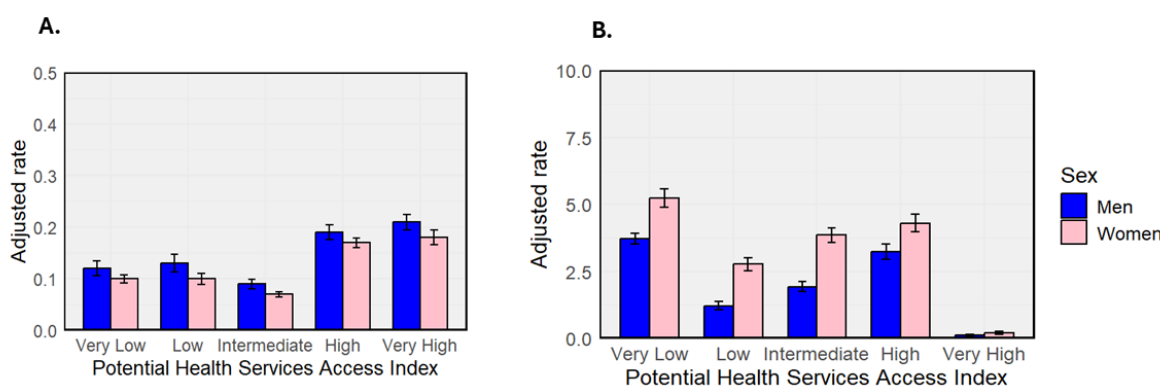 A.
0.5
0.4
0.3
0.2
0.1
0.0
Adjusted rate
Very Low Low Intermediate High Very High
Potential Health Services Access Index
B.
10.0
7.5
5.0
2.5
0.0
Adjusted rate
Very Low Low Intermediate High Very High
Potential Health Services Access Index
Sex
Men
Women